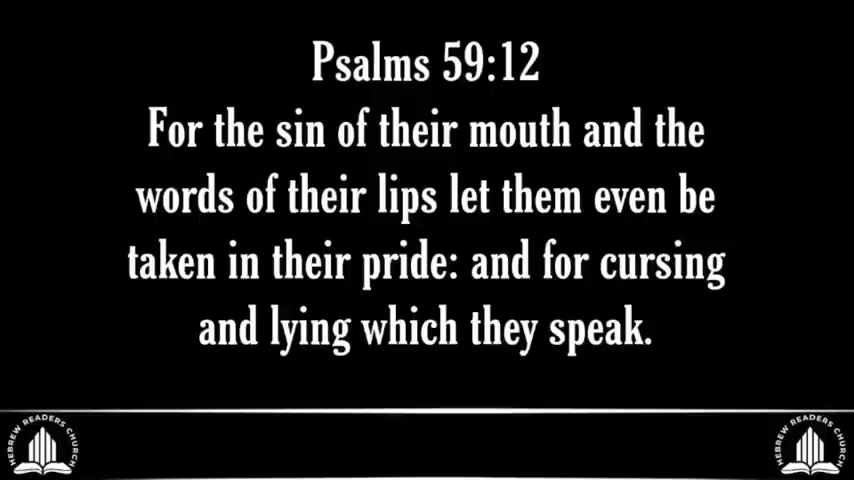 Psalms 59:12
For the sin of their mouth and the
words of their lips let them even be
taken in their pride: and for cursing
and lying which they speak.
HEBREW READERS CHURCH
HEBREW READERS CHURCH